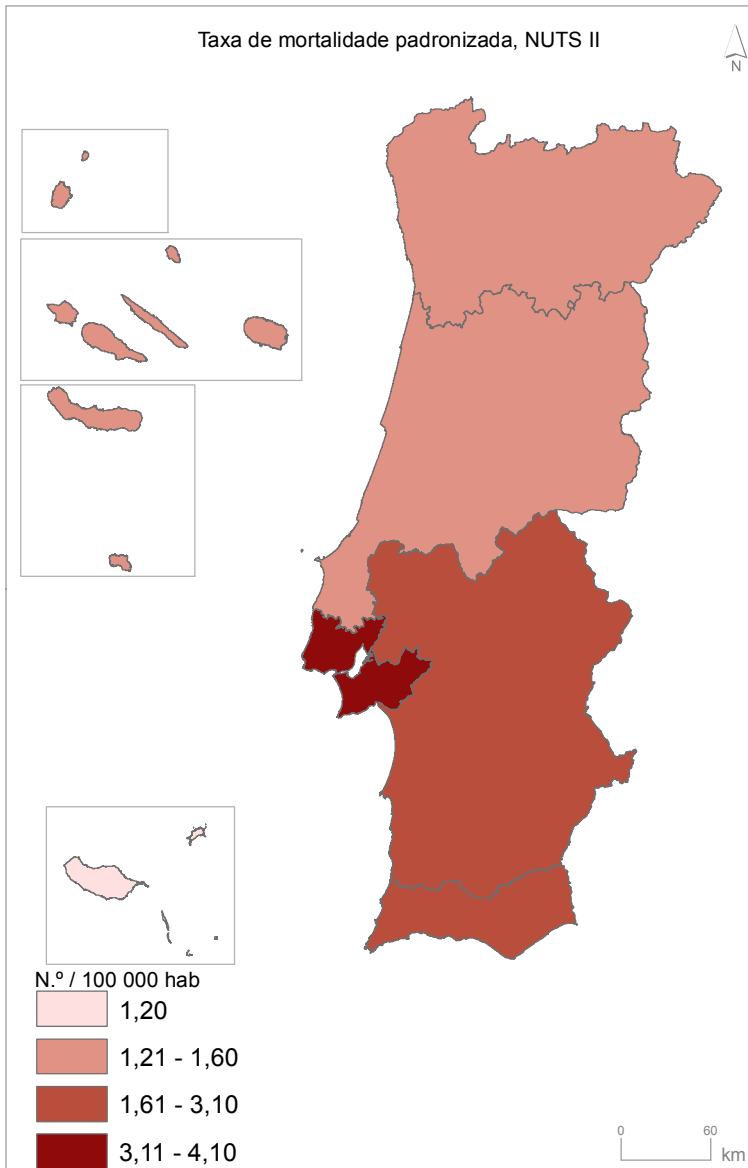 Taxa de mortalidade padronizada, NUTS II
N
N.º / 100 000 hab
1,20
1,21 - 1,60
1,61 - 3,10
3,11 - 4,10
0 60
km